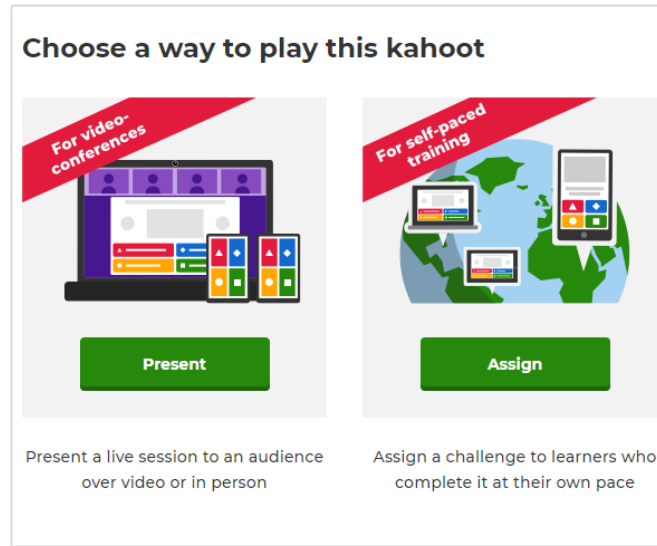 Choose a way to play this kahoot
For video-
conferences
Present
Present a live session to an audience
over video or in person
For self-paced
training
Assign
Assign a challenge to learners who
complete it at their own pace